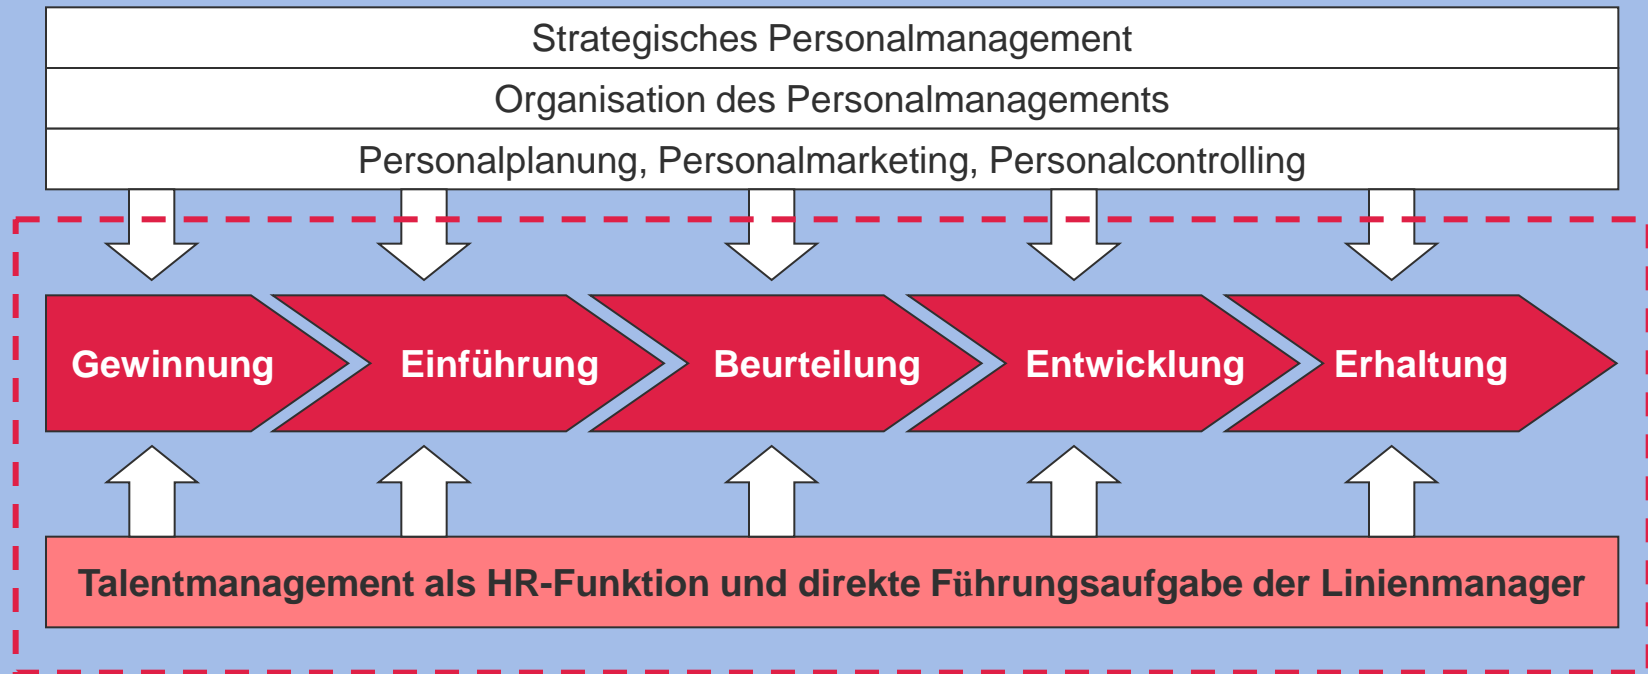 Strategisches Personalmanagement
Organisation des Personalmanagements
Personalplanung, Personalmarketing, Personalcontrolling
Gewinnung
Einführung
Beurteilung
Entwicklung
Erhaltung
Talentmanagement als HR-Funktion und direkte Führungsaufgabe der Linienmanager